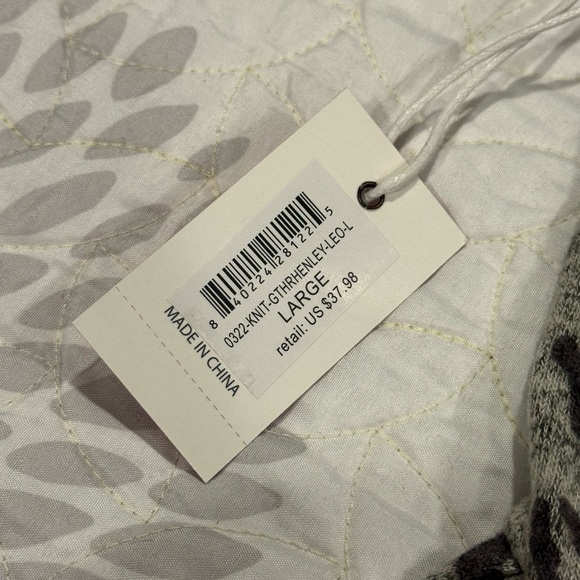 8 40224 28122 5
0322-KNIT-GTHRHENLEY-LEO-L
LARGE
retail: US $37.98
MADE IN CHINA